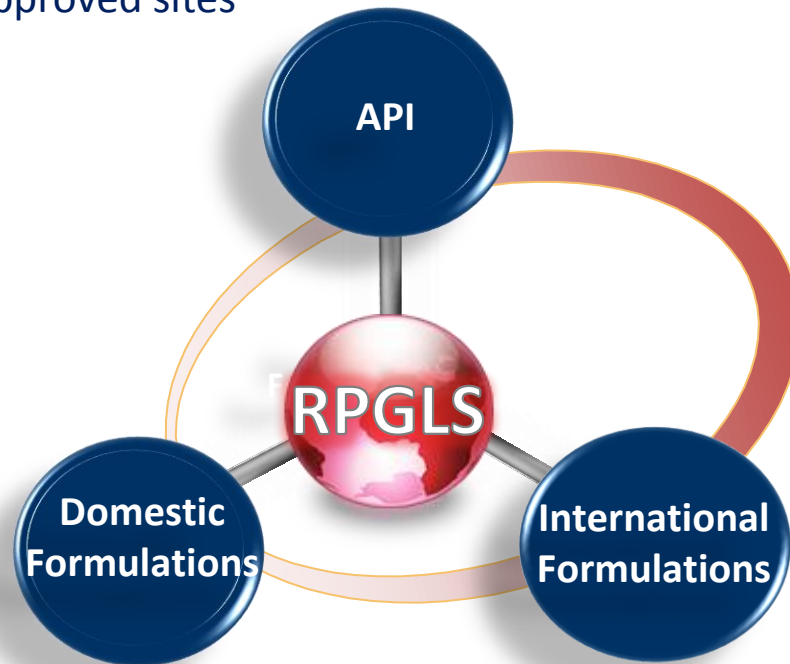 pproved sites
API
RPGLS
Domestic
Formulations
International
Formulations